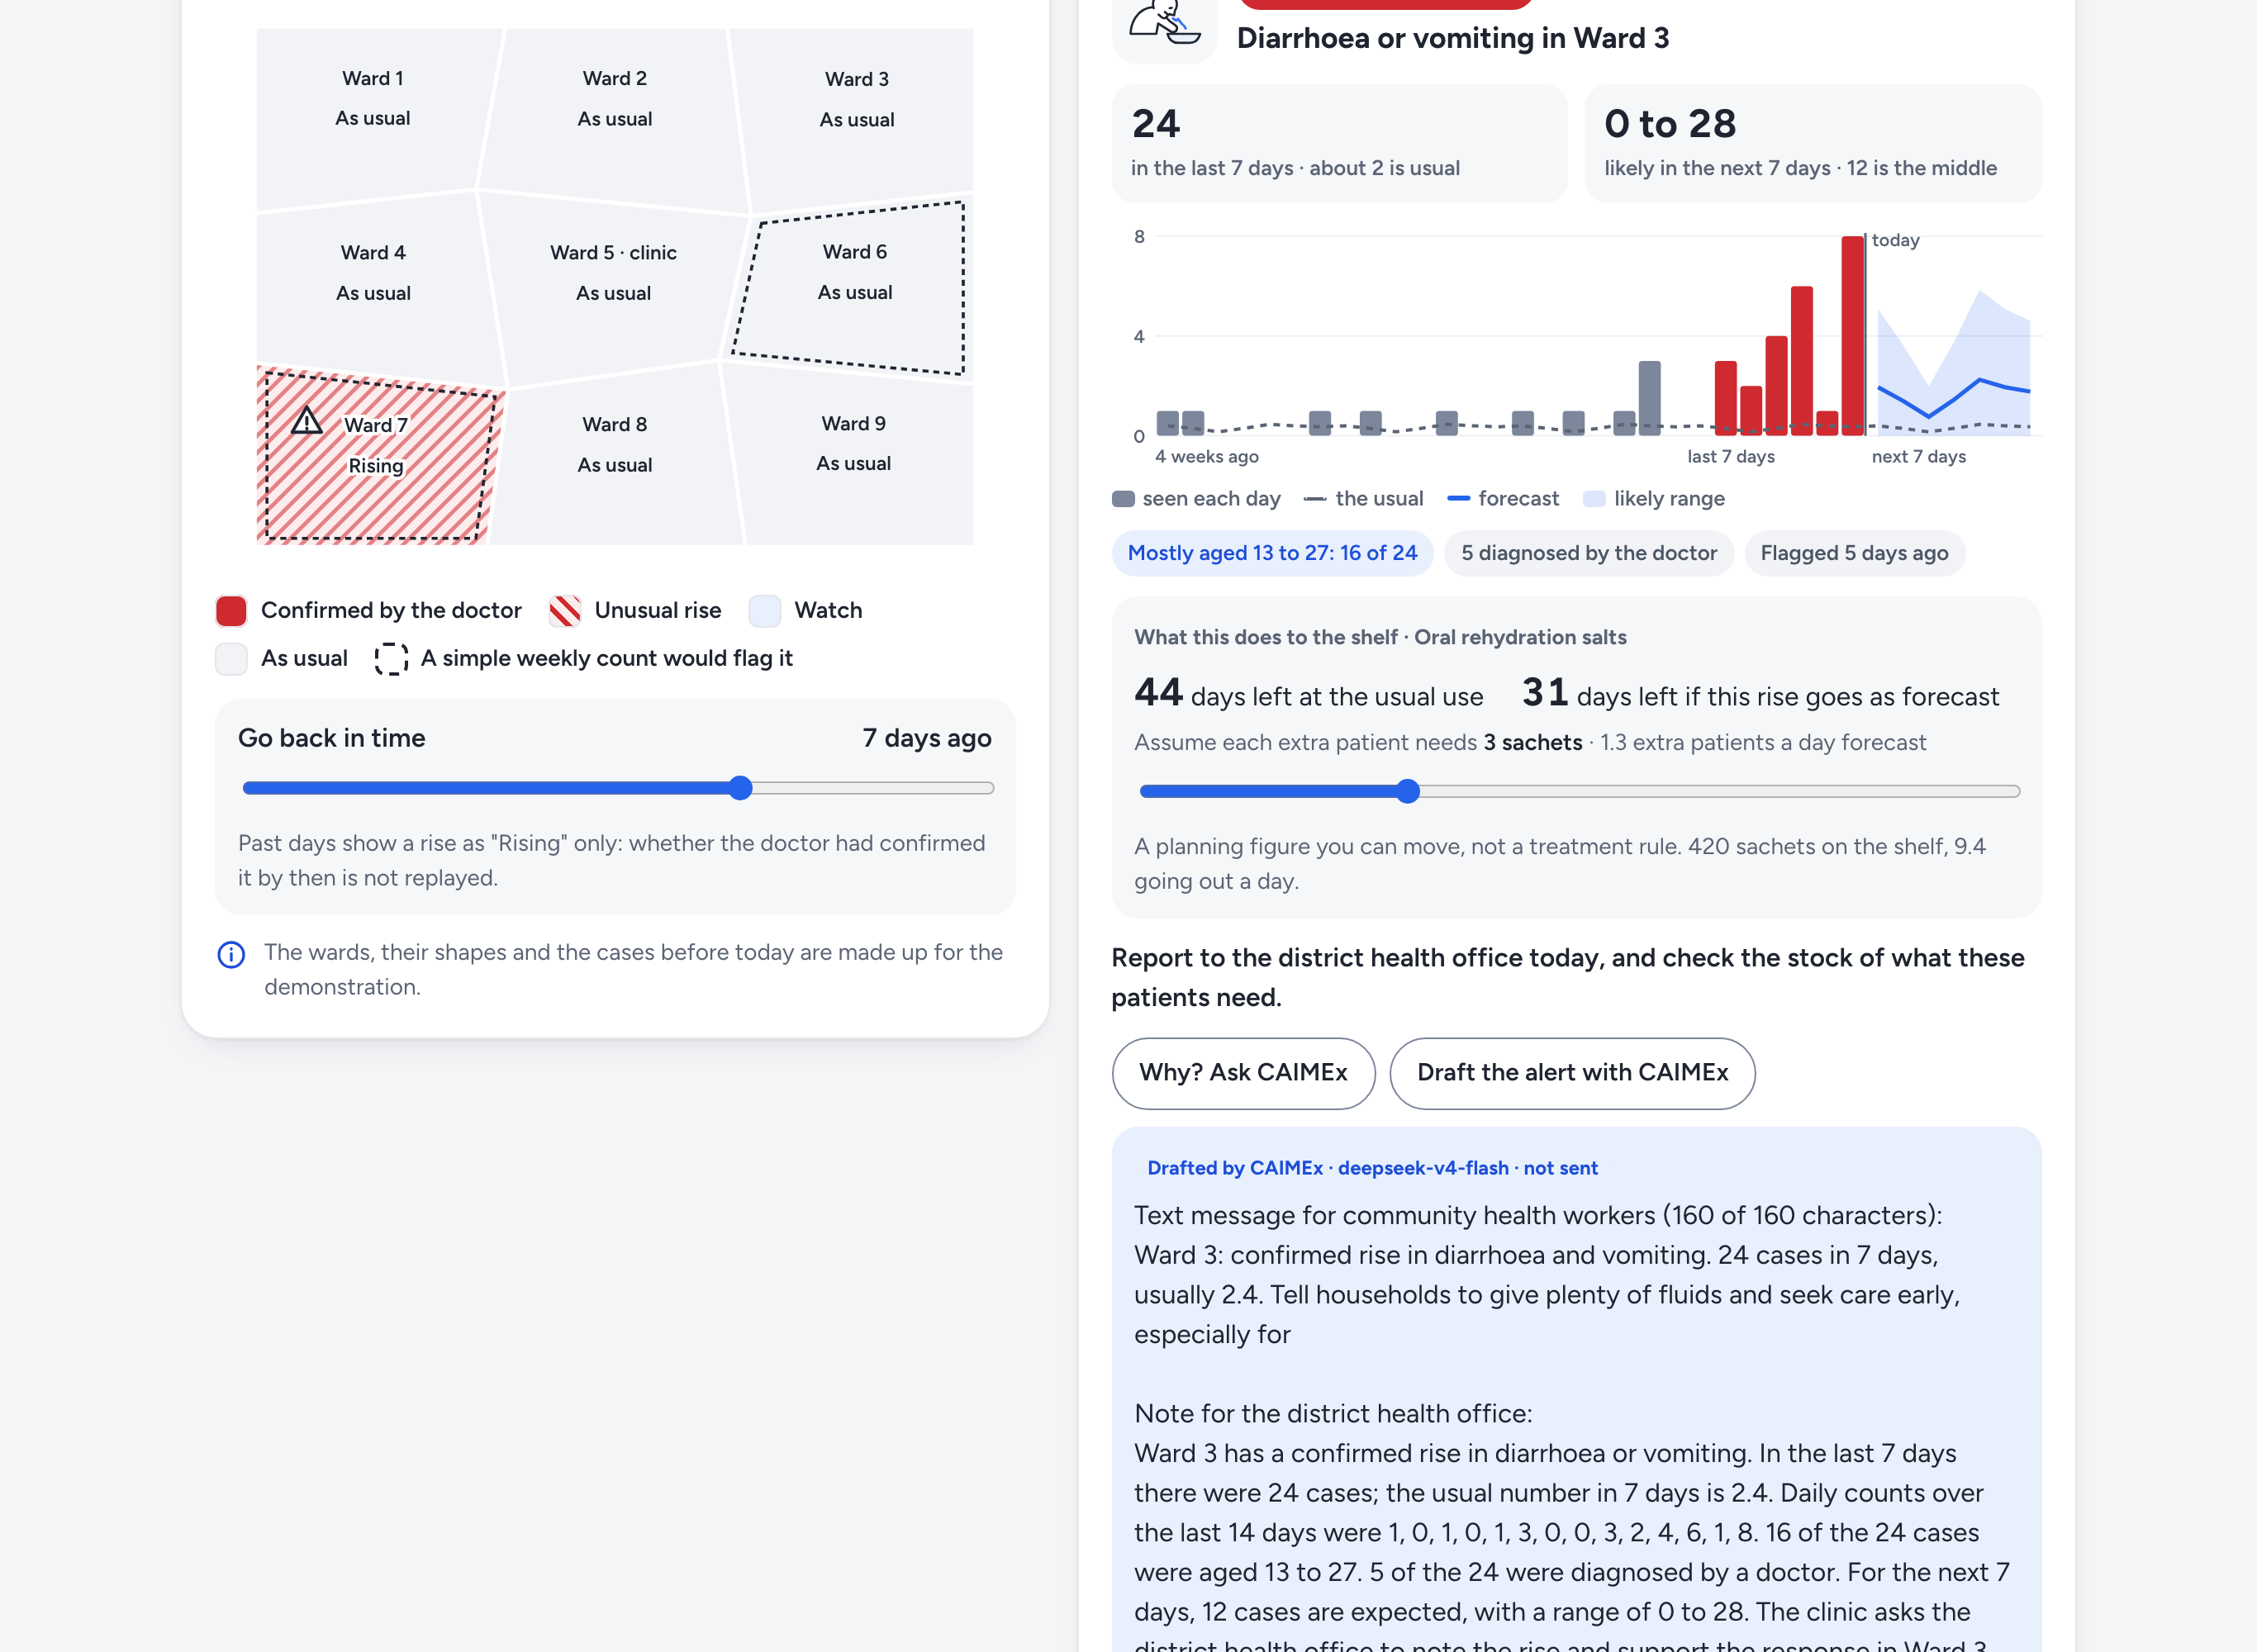 Ward 1
As usual
Ward 2
As usual
Ward 3
As usual
Ward 4
As usual
Ward 5 · clinic
As usual
Ward 6
As usual
Ward 7
Rising
Ward 8
As usual
Ward 9
As usual
Confirmed by the doctor
Unusual rise
Watch
As usual
A simple weekly count would flag it
Go back in time
7 days ago
Past days show a rise as "Rising" only: whether the doctor had confirmed
it by then is not replayed.
The wards, their shapes and the cases before today are made up for the
demonstration.
Diarrhoea or vomiting in Ward 3
24
in the last 7 days · about 2 is usual
0 to 28
likely in the next 7 days · 12 is the middle
8
today
4
0
4 weeks ago
last 7 days
next 7 days
seen each day
the usual
forecast
likely range
Mostly aged 13 to 27: 16 of 24
5 diagnosed by the doctor
Flagged 5 days ago
What this does to the shelf · Oral rehydration salts
44 days left at the usual use
31 days left if this rise goes as forecast
Assume each extra patient needs 3 sachets · 1.3 extra patients a day forecast
A planning figure you can move, not a treatment rule. 420 sachets on the shelf, 9.4
going out a day.
Report to the district health office today, and check the stock of what these
patients need.
Why? Ask CAIMEx
Draft the alert with CAIMEx
Drafted by CAIMEx · deepseek-v4-flash · not sent
Text message for community health workers (160 of 160 characters):
Ward 3: confirmed rise in diarrhoea and vomiting. 24 cases in 7 days,
usually 2.4. Tell households to give plenty of fluids and seek care early,
especially for
Note for the district health office:
Ward 3 has a confirmed rise in diarrhoea or vomiting. In the last 7 days
there were 24 cases; the usual number in 7 days is 2.4. Daily counts over
the last 14 days were 1, 0, 1, 0, 1, 3, 0, 0, 3, 2, 4, 6, 1, 8. 16 of the 24 cases
were aged 13 to 27. 5 of the 24 were diagnosed by a doctor. For the next 7
days, 12 cases are expected, with a range of 0 to 28. The clinic asks the
district health office to note the rise and support the response in Ward 3